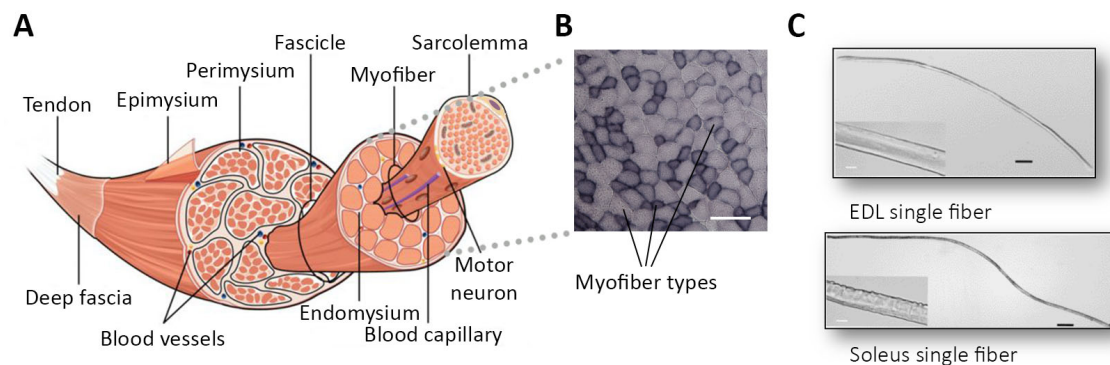 A
B
C
Fascicle
Sarcolemma
Perimysium
Myofiber
Tendon
Epimysium
EDL single fiber
Deep fascia
Motor
neuron
Myofiber types
Endomysium
Blood vessels
Blood capillary
Soleus single fiber